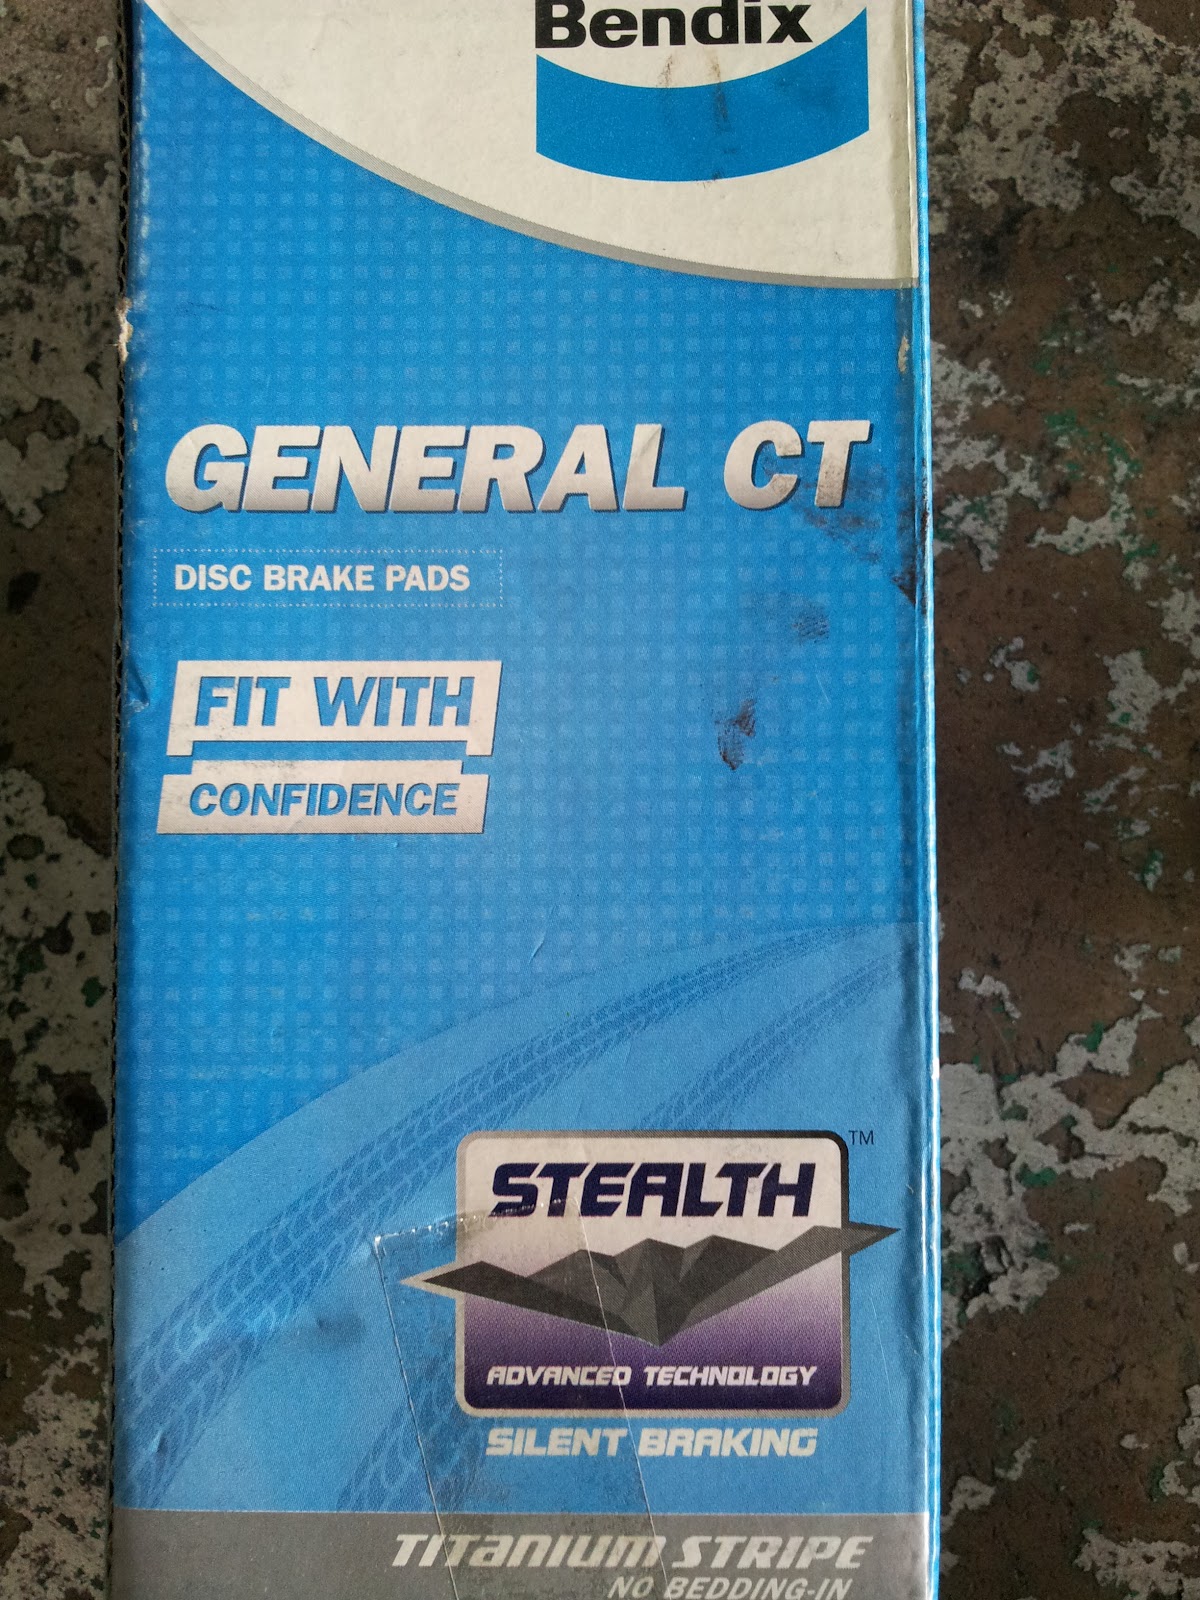 Bendix
GENERAL CT
DISC BRAKE PADS
FIT WITH
CONFIDENCE
STEALTH
TM
ADVANCED TECHNOLOGY
SILENT BRAKING
TITANIUM STRIPE
NO BEDDING-IN